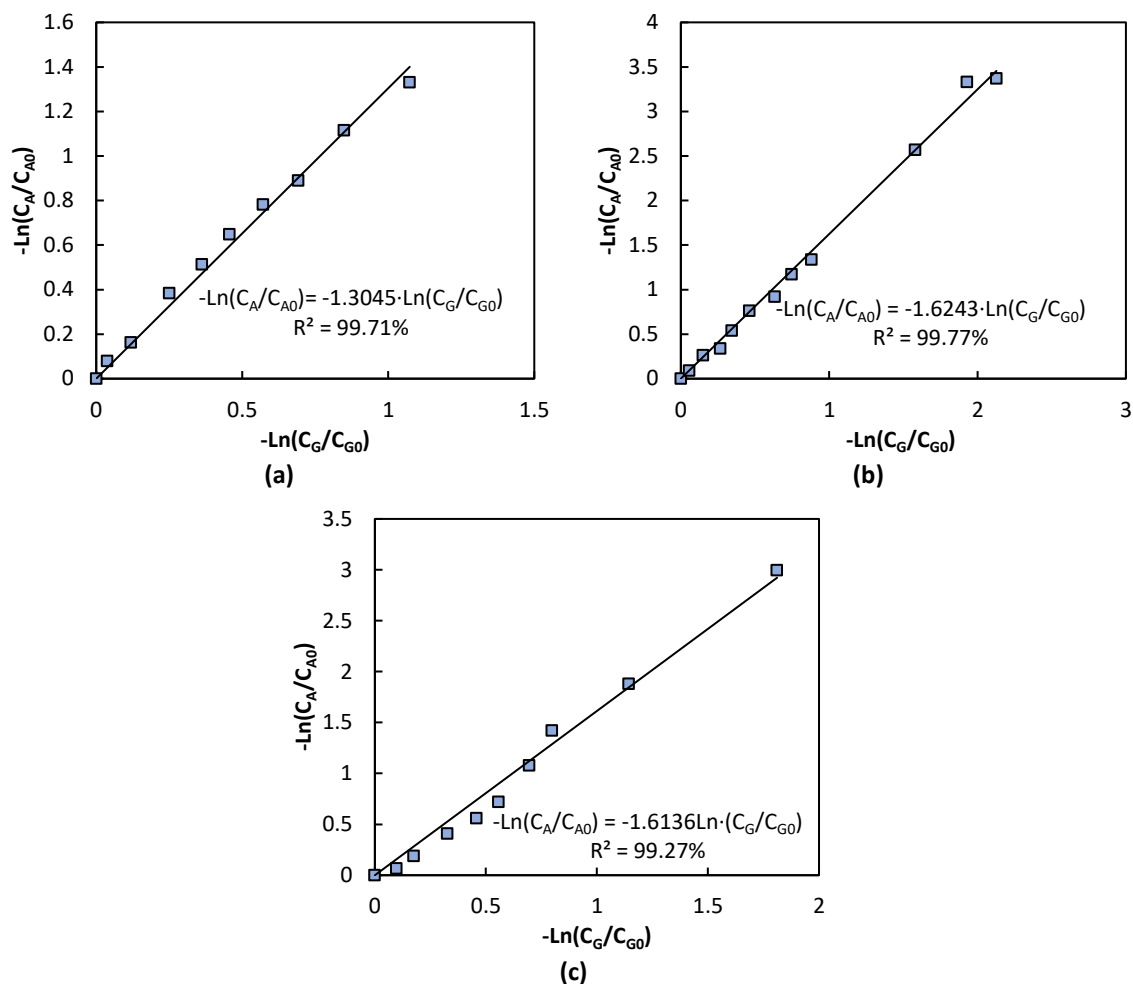 1.6
1.4
1.2
1
0.8
0.6
0.4
0.2
0
-Ln(C_A/C_A0)
-Ln(C_A/C_A0)= -1.3045·Ln(C_G/C_G0)
R² = 99.71%
0 0.5 1 1.5
-Ln(C_G/C_G0)
(a)
4
3.5
3
2.5
2
1.5
1
0.5
0
-Ln(C_A/C_A0)
-Ln(C_A/C_A0) = -1.6243·Ln(C_G/C_G0)
R² = 99.77%
0 1 2 3
-Ln(C_G/C_G0)
(b)
3.5
3
2.5
2
1.5
1
0.5
0
-Ln(C_A/C_A0)
-Ln(C_A/C_A0) = -1.6136Ln·(C_G/C_G0)
R² = 99.27%
0 0.5 1 1.5 2
-Ln(C_G/C_G0)
(c)